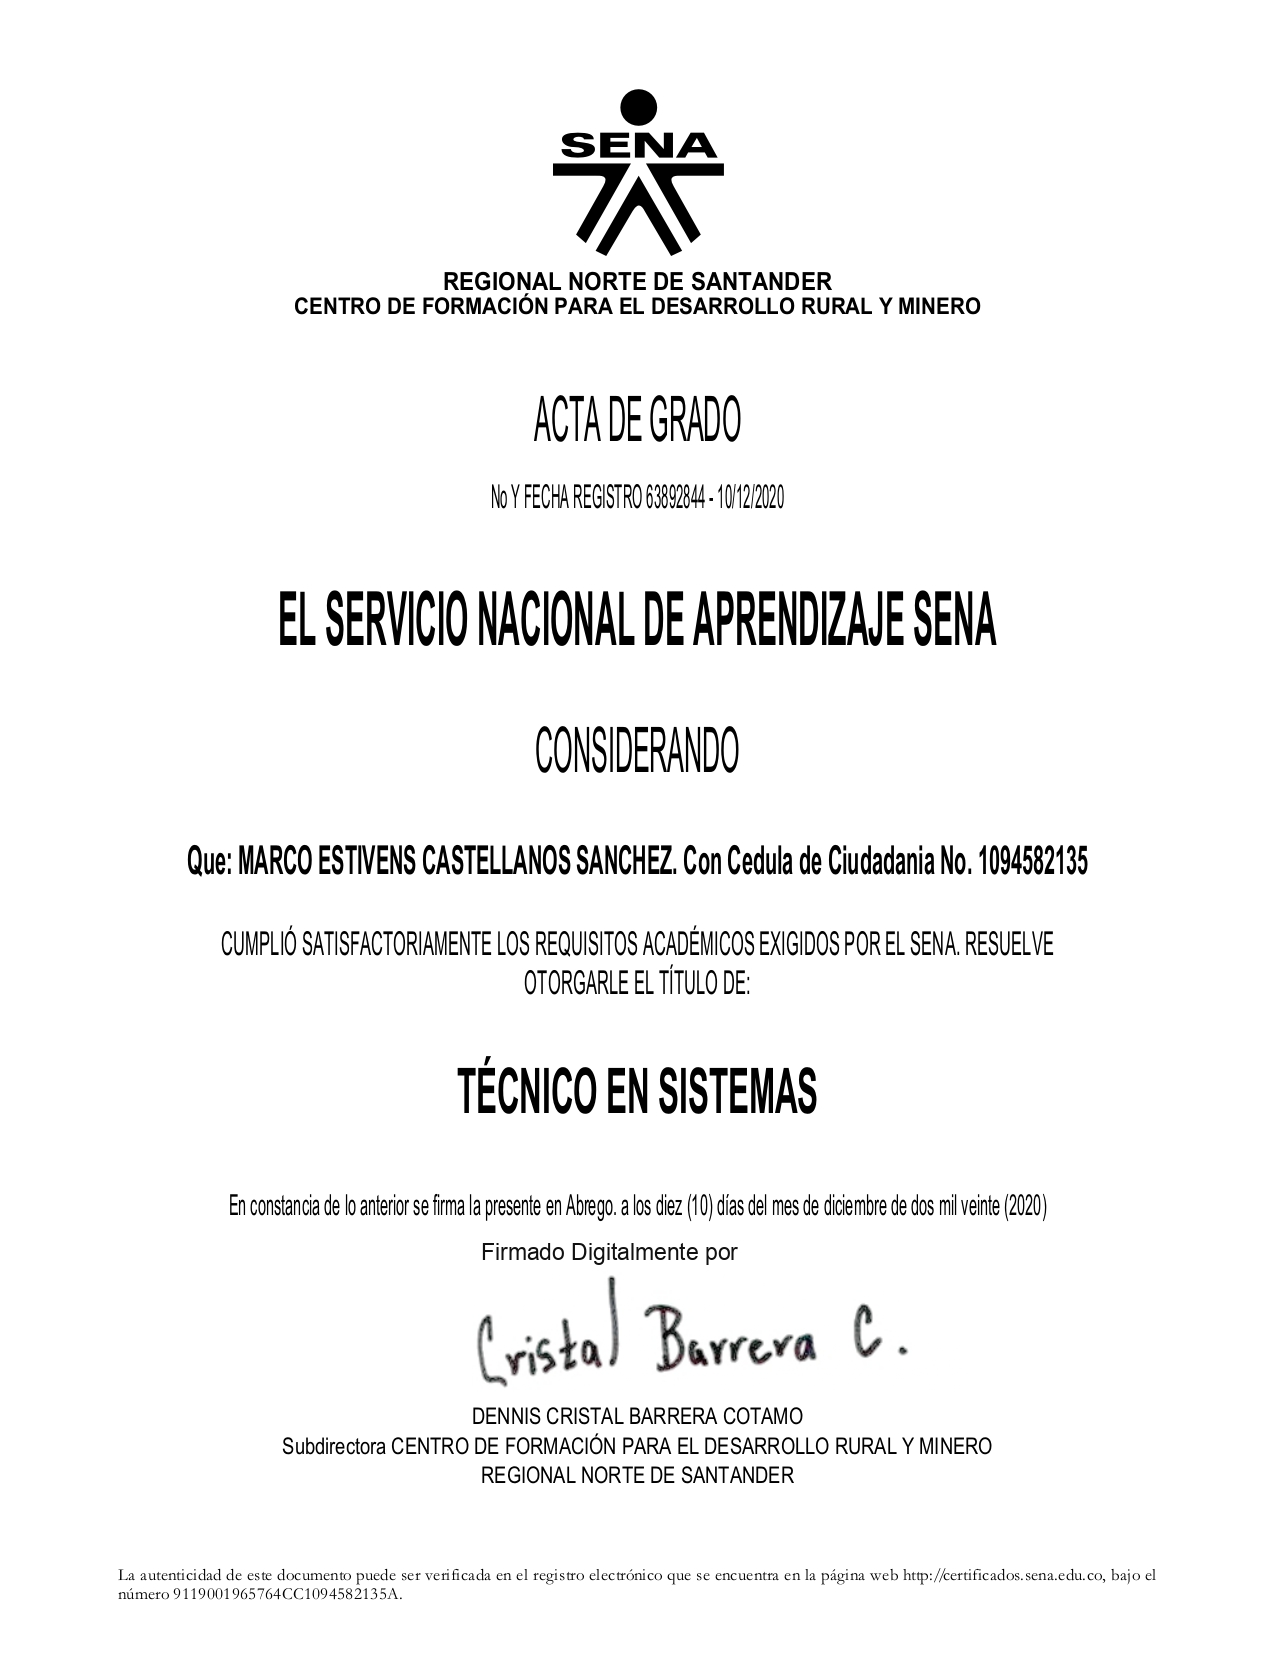 SENA
REGIONAL NORTE DE SANTANDER
CENTRO DE FORMACIÓN PARA EL DESARROLLO RURAL Y MINERO
ACTA DE GRADO
No Y FECHA REGISTRO 63892844 - 10/12/2020
EL SERVICIO NACIONAL DE APRENDIZAJE SENA
CONSIDERANDO
Que: MARCO ESTIVENS CASTELLANOS SANCHEZ. Con Cedula de Ciudadania No. 1094582135
CUMPLIÓ SATISFACTORIAMENTE LOS REQUISITOS ACADÉMICOS EXIGIDOS POR EL SENA. RESUELVE
OTORGARLE EL TÍTULO DE:
TÉCNICO EN SISTEMAS
En constancia de lo anterior se firma la presente en Abrego. a los diez (10) días del mes de diciembre de dos mil veinte (2020)
Firmado Digitalmente por
Cristal Barrera C.
DENNIS CRISTAL BARRERA COTAMO
Subdirectora CENTRO DE FORMACIÓN PARA EL DESARROLLO RURAL Y MINERO
REGIONAL NORTE DE SANTANDER
La autenticidad de este documento puede ser verificada en el registro electrónico que se encuentra en la página web http://certificados.sena.edu.co, bajo el
número 9119001965764CC1094582135A.